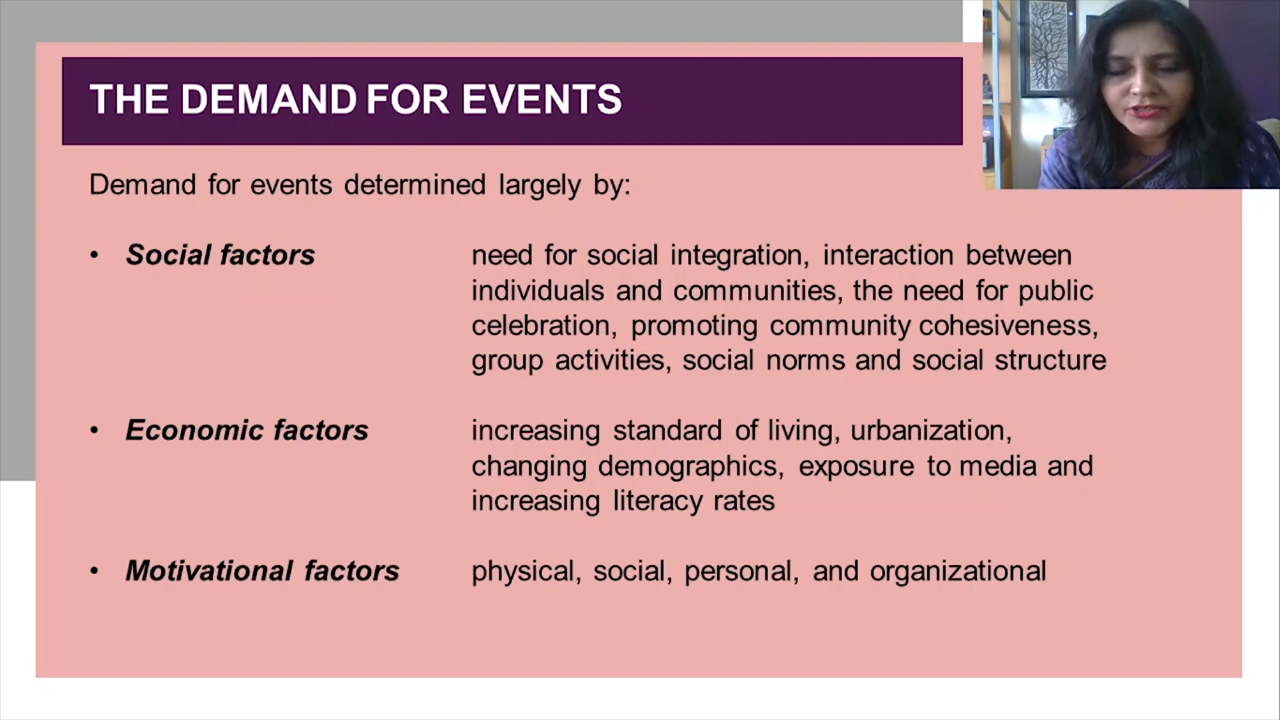 THE DEMAND FOR EVENTS
Demand for events determined largely by:
• Social factors need for social integration, interaction between
individuals and communities, the need for public
celebration, promoting community cohesiveness,
group activities, social norms and social structure
• Economic factors increasing standard of living, urbanization,
changing demographics, exposure to media and
increasing literacy rates
• Motivational factors physical, social, personal, and organizational